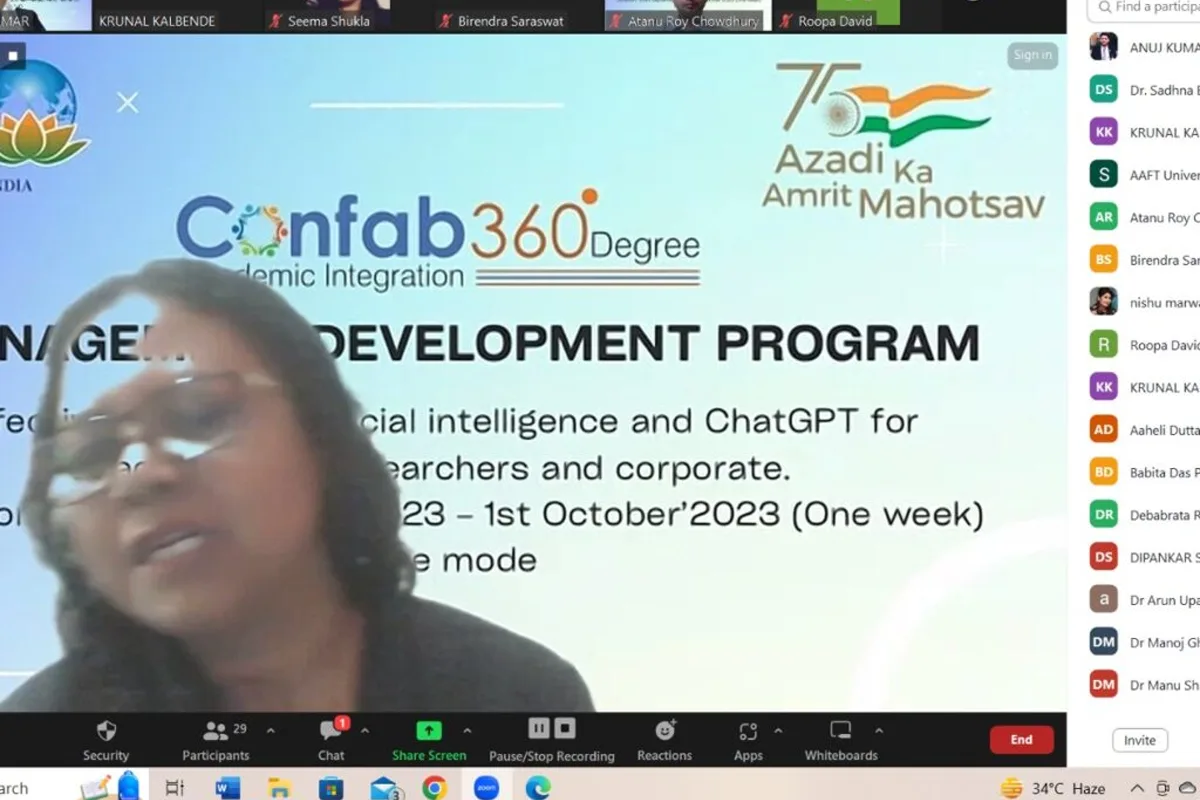 MAR
KRUNAL KALBENDE
Seema Shukla
Birendra Saraswat
Atanu Roy Chowdhury
Roopa David
Find a participa
Sign in
75
Azadi Ka
Amrit Mahotsav
NDIA
Confab360
Degree
demic Integration
NAGEM DEVELOPMENT PROGRAM
cial intelligence and ChatGPT for
earchers and corporate.
23 – 1st October'2023 (One week)
e mode
ANUJ KUMA
DS Dr. Sadhna B
KK KRUNAL KA
S AAFT Univer
AR Atanu Roy C
BS Birendra Sar
nishu marwa
R Roopa Davic
KK KRUNAL KA
AD Aaheli Dutta
BD Babita Das P
DR Debabrata R
DS DIPANKAR S
a Dr Arun Upa
DM Dr Manoj Gh
DM Dr Manu Sh
Invite
Security
29
Participants
1
Chat
Share Screen
Pause/Stop Recording
Reactions
Apps
Whiteboards
End
arch
W
3
zoom
34°C Haze